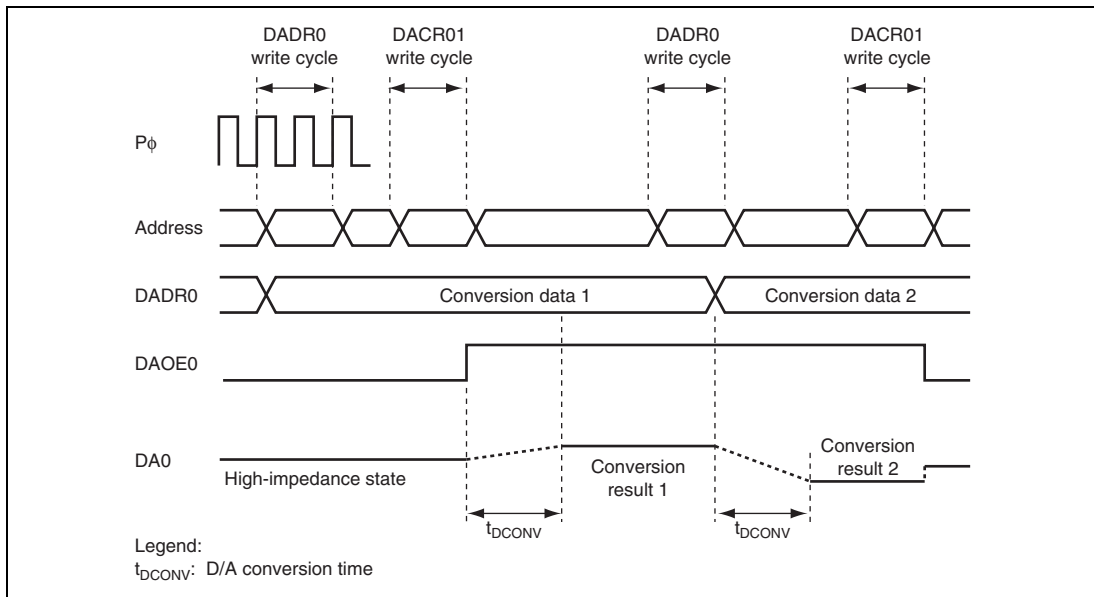 DADR0
write cycle
DACR01
write cycle
DADR0
write cycle
DACR01
write cycle
Pϕ
Address
DADR0
Conversion data 1
Conversion data 2
DAOE0
DA0
High-impedance state
Conversion
result 1
Conversion
result 2
tDCONV
tDCONV
Legend:
tDCONV: D/A conversion time